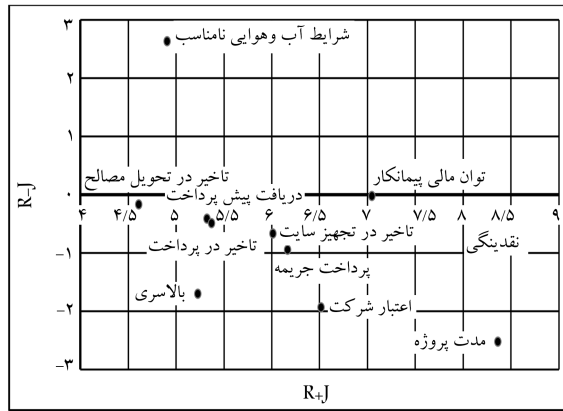 ۳
شرایط آب وهوایی نامناسب
۲
۱
تاخیر در تحویل مصالح
توان مالی پیمانکار
دریافت پیش پرداخت
۰
R-J
۴ ۴/۵ ۵ ۵/۵ ۶ ۶/۵ ۷ ۷/۵ ۸ ۸/۵ ۹
تاخیر در تجهیز سایت
تاخیر در پرداخت
نقدینگی
-۱
پرداخت جریمه
بالاسری
اعتبار شرکت
-۲
مدت پروژه
-۳
R+J